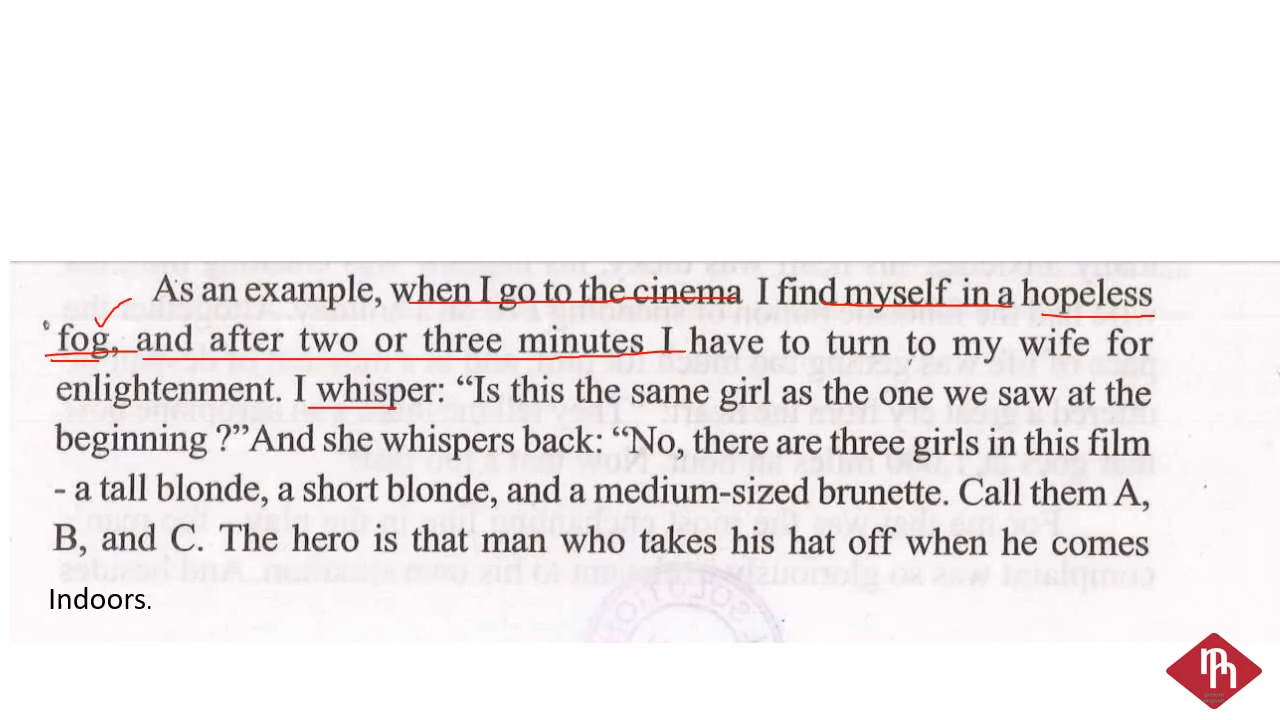 As an example, when I go to the cinema I find myself in a hopeless
fog, and after two or three minutes I have to turn to my wife for
enlightenment. I whisper: “Is this the same girl as the one we saw at the
beginning ?”And she whispers back: “No, there are three girls in this film
- a tall blonde, a short blonde, and a medium-sized brunette. Call them A,
B, and C. The hero is that man who takes his hat off when he comes
Indoors.